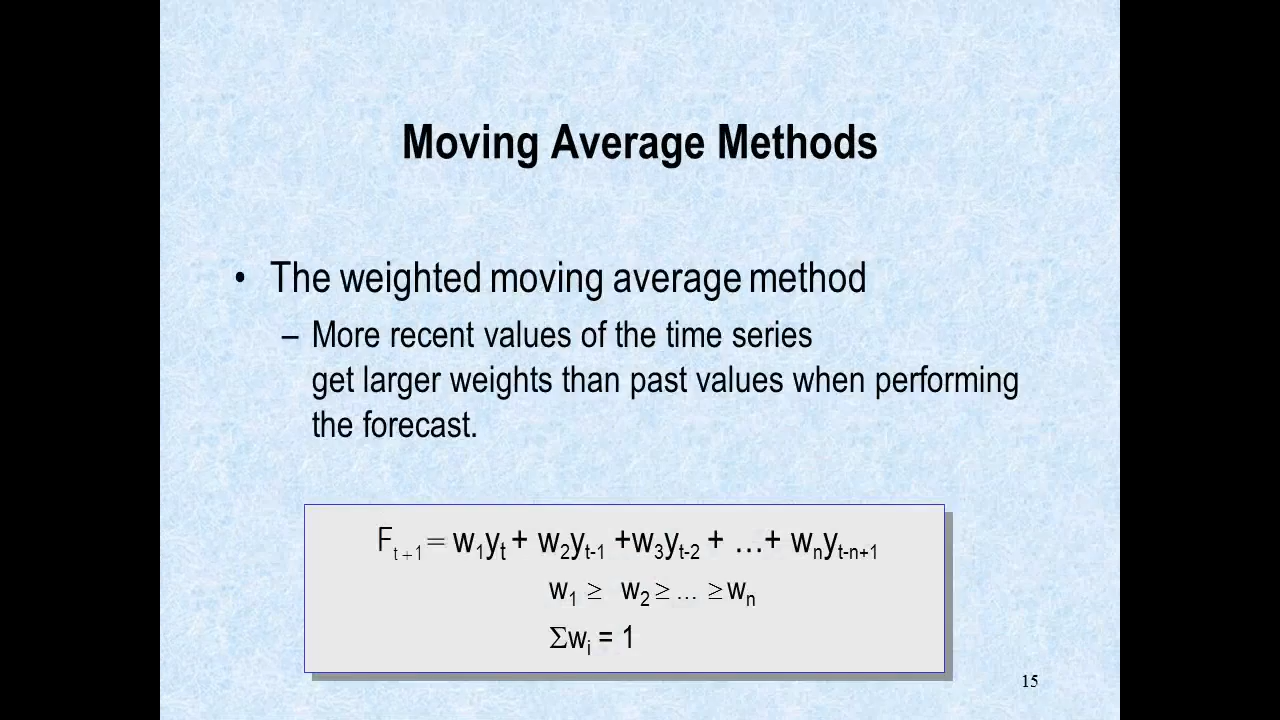 Moving Average Methods
• The weighted moving average method
– More recent values of the time series
get larger weights than past values when performing
the forecast.
Fₜ₊₁ = w₁yₜ + w₂yₜ₋₁ +w₃yₜ₋₂ + …+ wₙyₜ₋ₙ₊₁
w₁ ≥ w₂ ≥ … ≥wₙ
Σwᵢ = 1
15